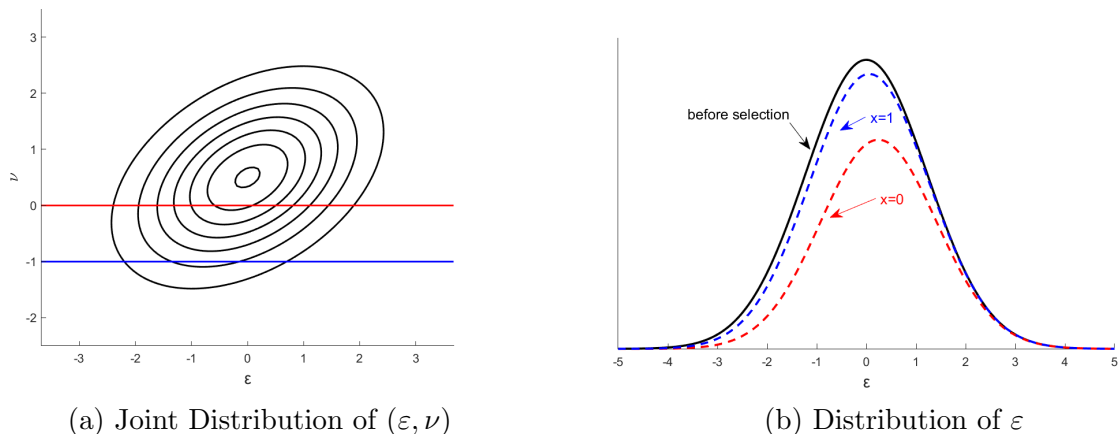 3
2
1
0
-1
-2
ν
-3 -2 -1 0 1 2 3
ε
before selection
x=1
x=0
-5 -4 -3 -2 -1 0 1 2 3 4 5
ε
(a) Joint Distribution of (ε, ν)
(b) Distribution of ε